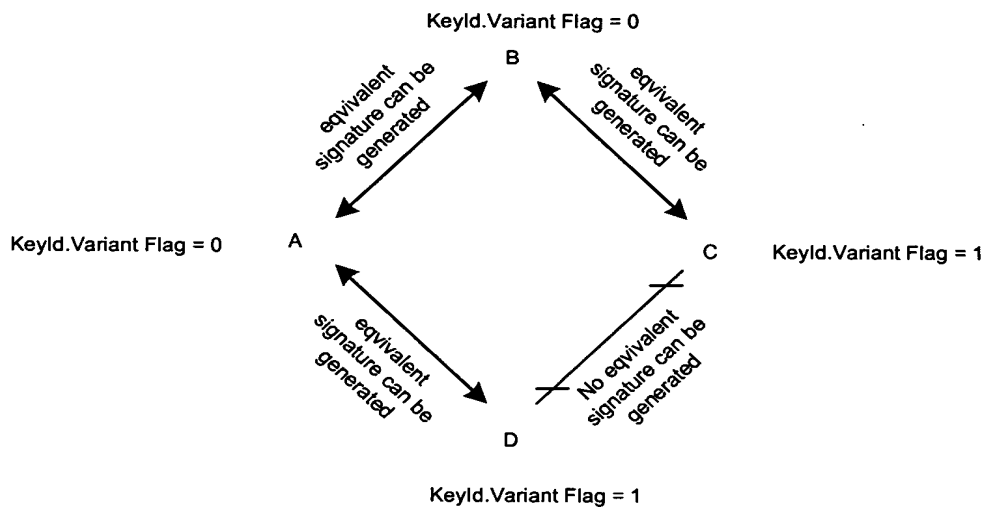 KeyId.Variant Flag = 0
B
eqvivalent
signature can be
generated
eqvivalent
signature can be
generated
KeyId.Variant Flag = 0
A
C
KeyId.Variant Flag = 1
eqvivalent
signature can be
generated
No eqvivalent
signature can be
generated
D
KeyId.Variant Flag = 1